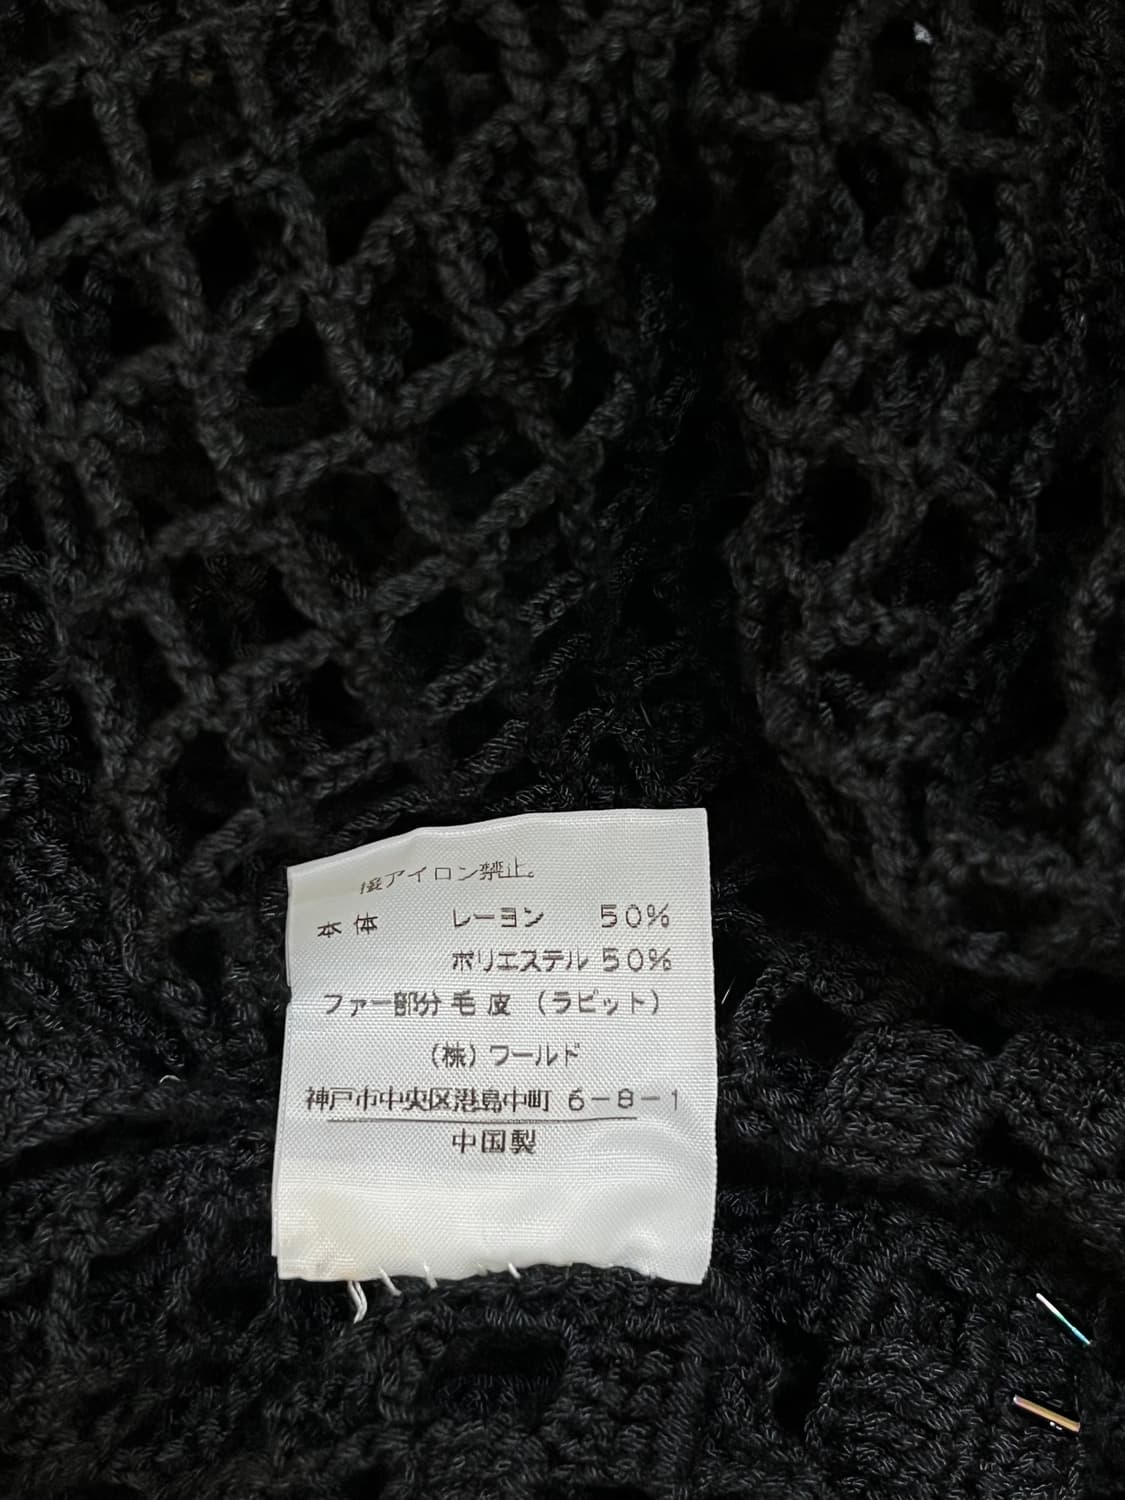 接アイロン禁止。
本体 レーヨン 50%
ポリエステル 50%
ファー部分 毛皮 (ラビット)
(株) ワールド
神戸市中央区港島中町 6-8-1
中国製